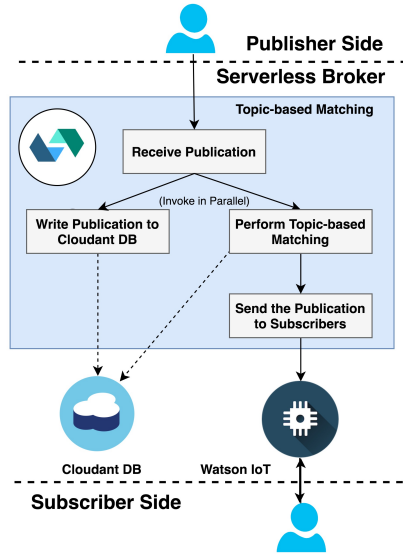 Publisher Side
Serverless Broker
Topic-based Matching
Receive Publication
(Invoke in Parallel)
Write Publication to
Cloudant DB
Perform Topic-based
Matching
Send the Publication
to Subscribers
Cloudant DB
Watson IoT
Subscriber Side